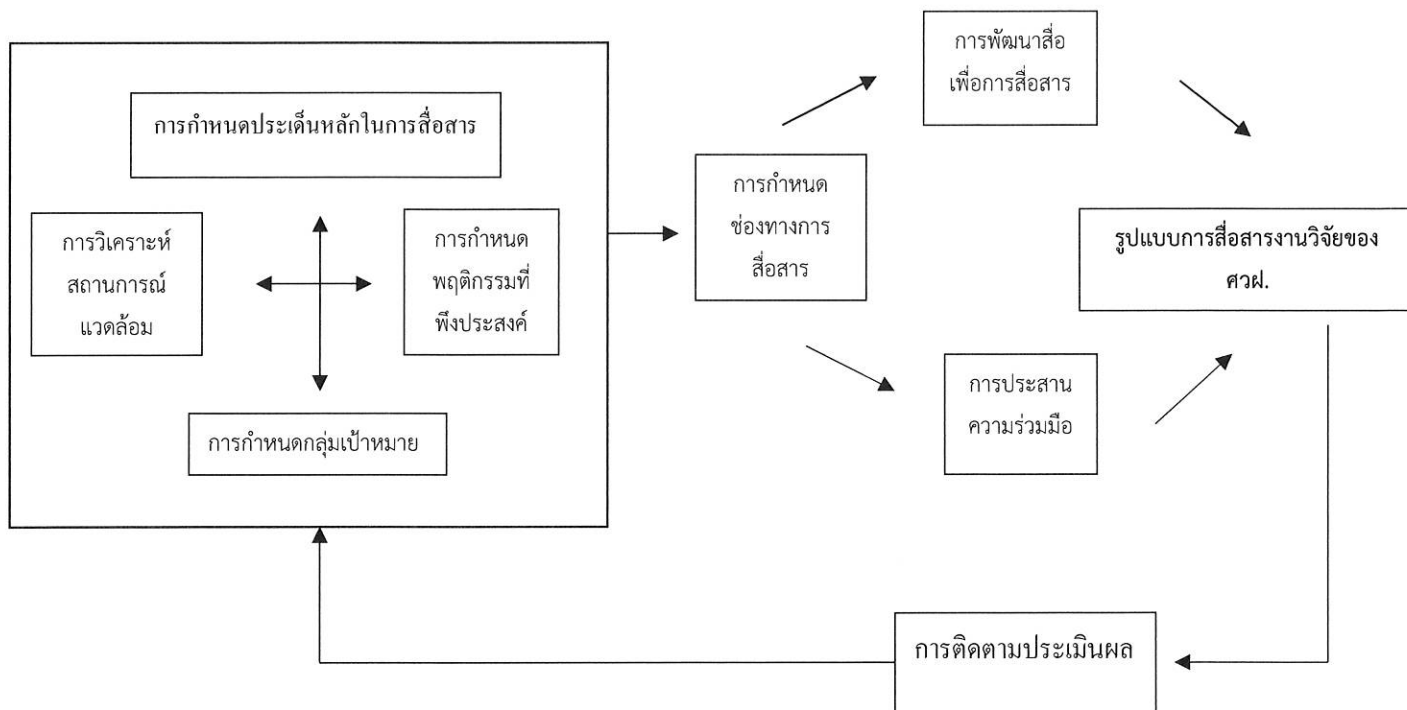 การพัฒนาสื่อ
เพื่อการสื่อสาร
การกำหนดประเด็นหลักในการสื่อสาร
การวิเคราะห์
สถานการณ์
แวดล้อม
การกำหนด
พฤติกรรมที่
พึงประสงค์
การกำหนดกลุ่มเป้าหมาย
การกำหนด
ช่องทางการ
สื่อสาร
รูปแบบการสื่อสารงานวิจัยของ
ศวฝ.
การประสาน
ความร่วมมือ
การติดตามประเมินผล